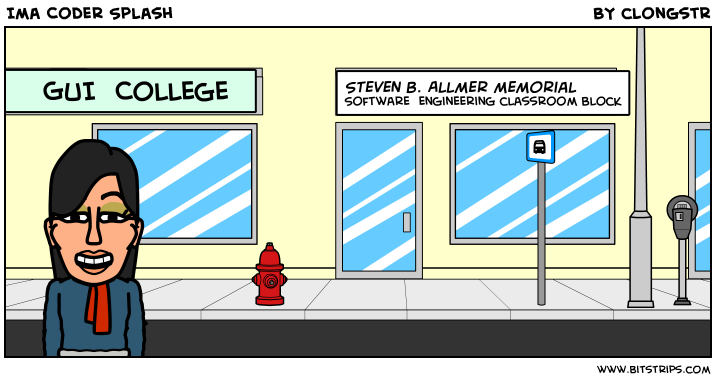 IMA CODER SPLASH
BY CLONGSTR
GUI COLLEGE
STEVEN B. ALLMER MEMORIAL
SOFTWARE ENGINEERING CLASSROOM BLOCK
WWW.BITSTRIPS.COM